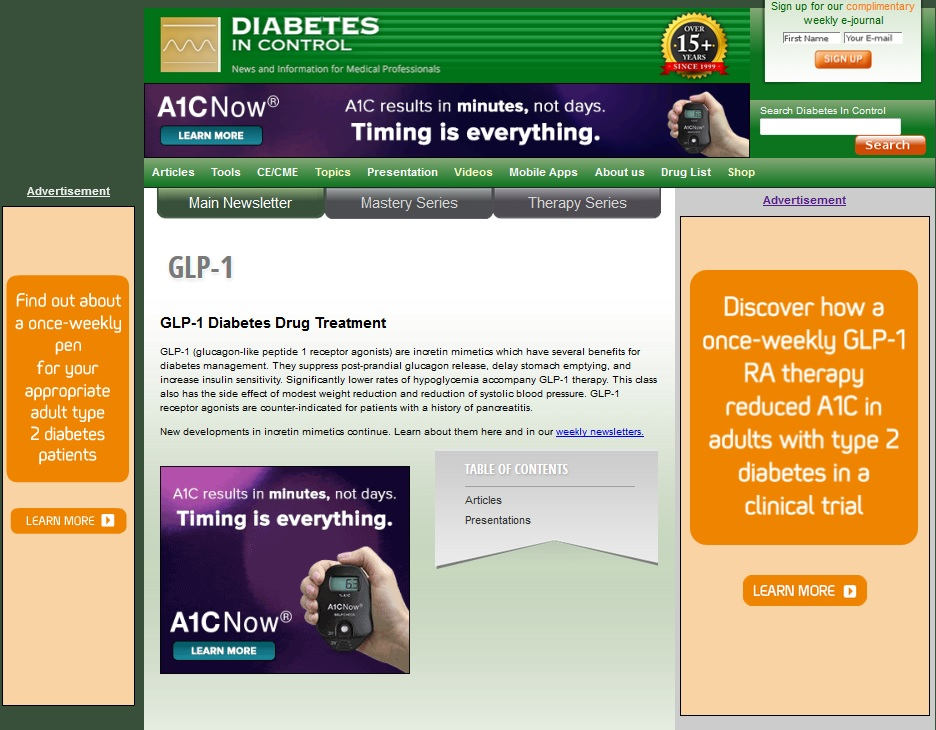 DIABETES
IN CONTROL
News and Information for Medical Professionals
OVER
15+
YEARS
SINCE 1999
Sign up for our complimentary
weekly e-journal
First Name
Your E-mail
SIGN UP
A1CNow®
LEARN MORE
A1C results in minutes, not days.
Timing is everything.
Search Diabetes In Control
Search
Articles Tools CE/CME Topics Presentation Videos Mobile Apps About us Drug List Shop
Advertisement
Find out about
a once-weekly
pen
for your
appropriate
adult type
2 diabetes
patients
LEARN MORE
Main Newsletter Mastery Series Therapy Series
GLP-1
GLP-1 Diabetes Drug Treatment
GLP-1 (glucagon-like peptide 1 receptor agonists) are incretin mimetics which have several benefits for
diabetes management. They suppress post-prandial glucagon release, delay stomach emptying, and
increase insulin sensitivity. Significantly lower rates of hypoglycemia accompany GLP-1 therapy. This class
also has the side effect of modest weight reduction and reduction of systolic blood pressure. GLP-1
receptor agonists are counter-indicated for patients with a history of pancreatitis.
New developments in incretin mimetics continue. Learn about them here and in our weekly newsletters.
A1C results in minutes, not days.
Timing is everything.
A1CNow®
LEARN MORE
A1CNow®
TABLE OF CONTENTS
Articles
Presentations
Advertisement
Discover how a
once-weekly GLP-1
RA therapy
reduced A1C in
adults with type 2
diabetes in a
clinical trial
LEARN MORE